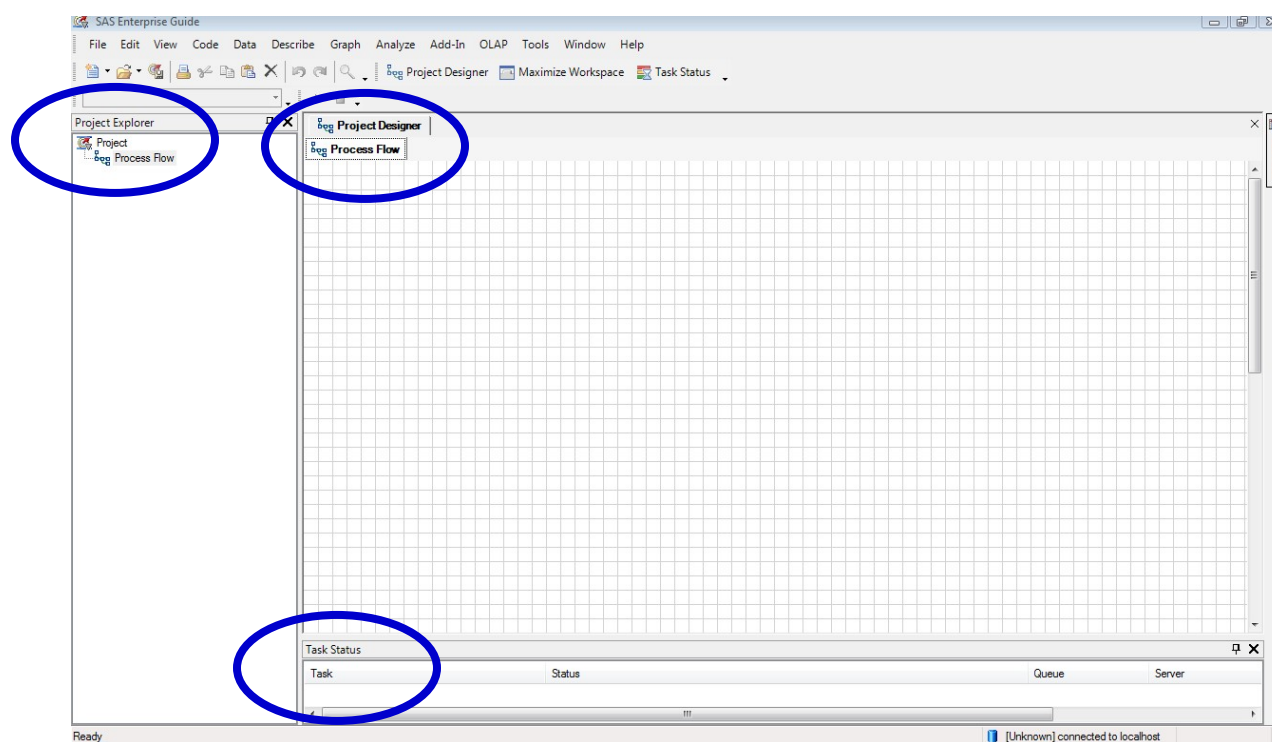 SAS Enterprise Guide
File Edit View Code Data Describe Graph Analyze Add-In OLAP Tools Window Help
Project Designer Maximize Workspace Task Status
Project Explorer
Project
Process Flow
Project Designer
Process Flow
Task Status
Task Status Queue Server
Ready [Unknown] connected to localhost